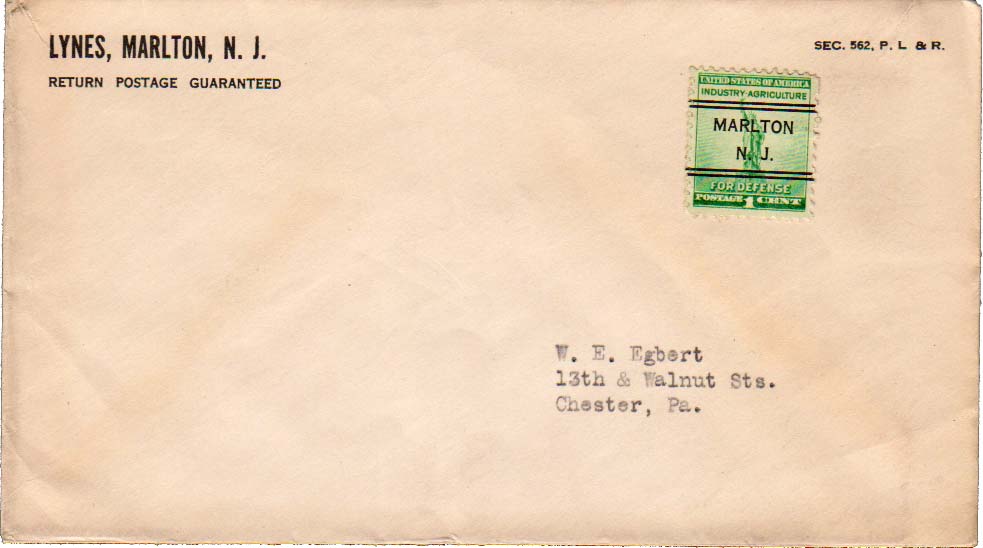 LYNES, MARLTON, N. J.
RETURN POSTAGE GUARANTEED
SEC. 562, P. L & R.
UNITED STATES OF AMERICA
INDUSTRY·AGRICULTURE
MARLTON
N. J.
FOR DEFENSE
POSTAGE 1 CENT
W. E. Egbert
13th & Walnut Sts.
Chester, Pa.